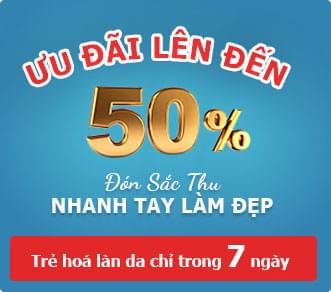 ƯU ĐÃI LÊN ĐẾN
50%
Đón Sắc Thu
NHANH TAY LÀM ĐẸP
Trẻ hoá làn da chỉ trong 7 ngày